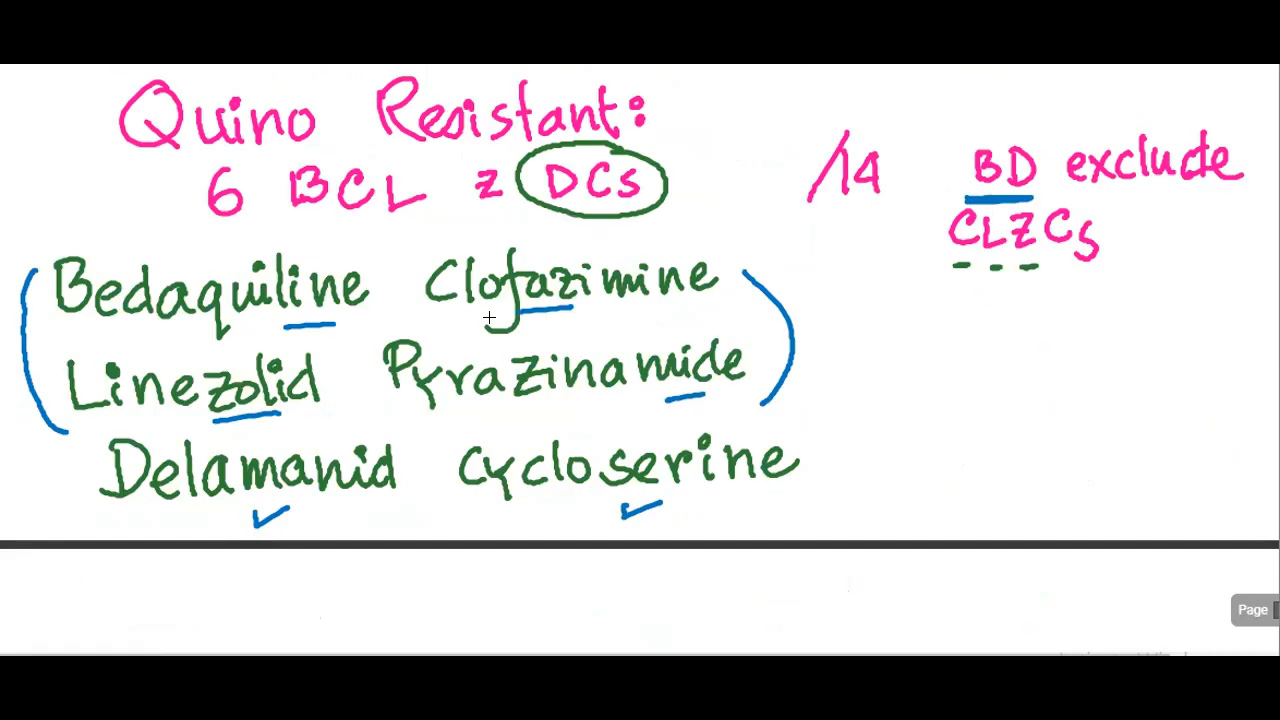 Quino Resistant:
6 BCL z DCs /14 BD exclude
CLZCs
Bedaquiline Clofazimine
Linezolid Pyrazinamide
Delamanid Cycloserine
Page